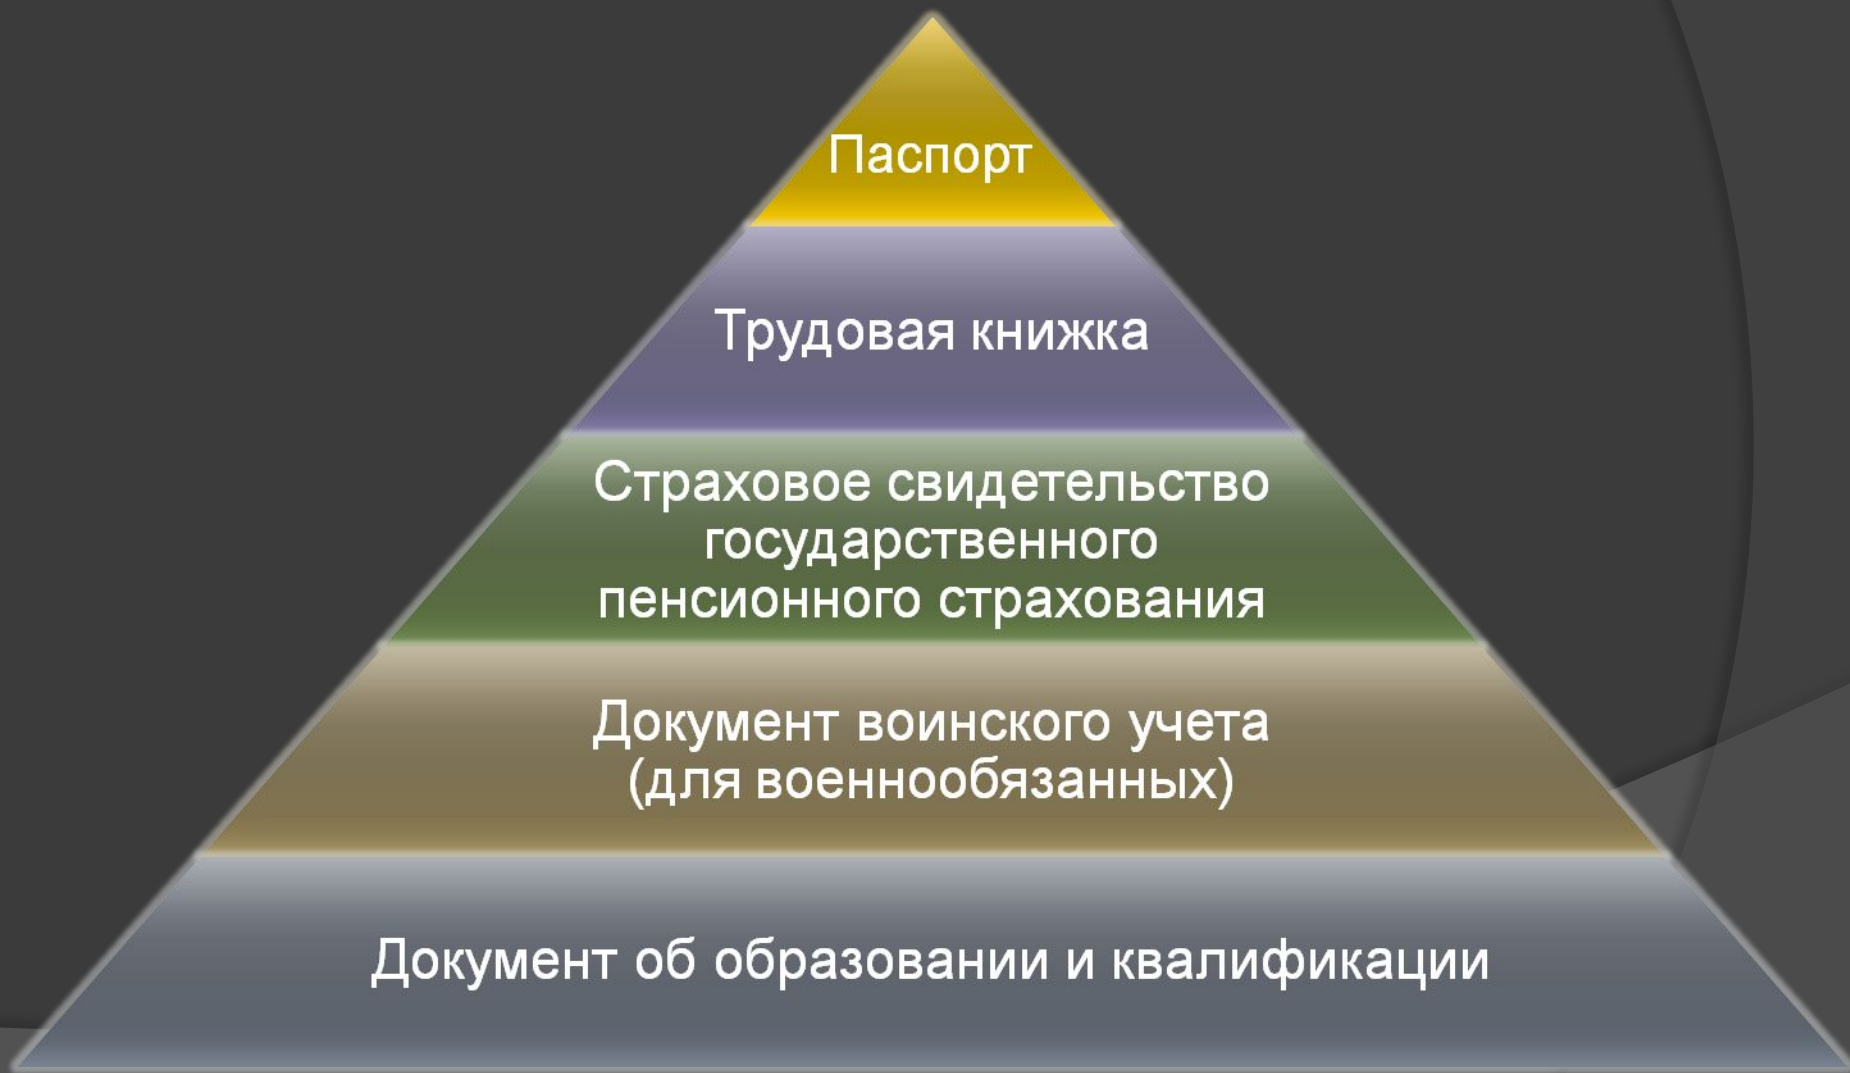 Паспорт
Трудовая книжка
Страховое свидетельство
государственного
пенсионного страхования
Документ воинского учета
(для военнообязанных)
Документ об образовании и квалификации